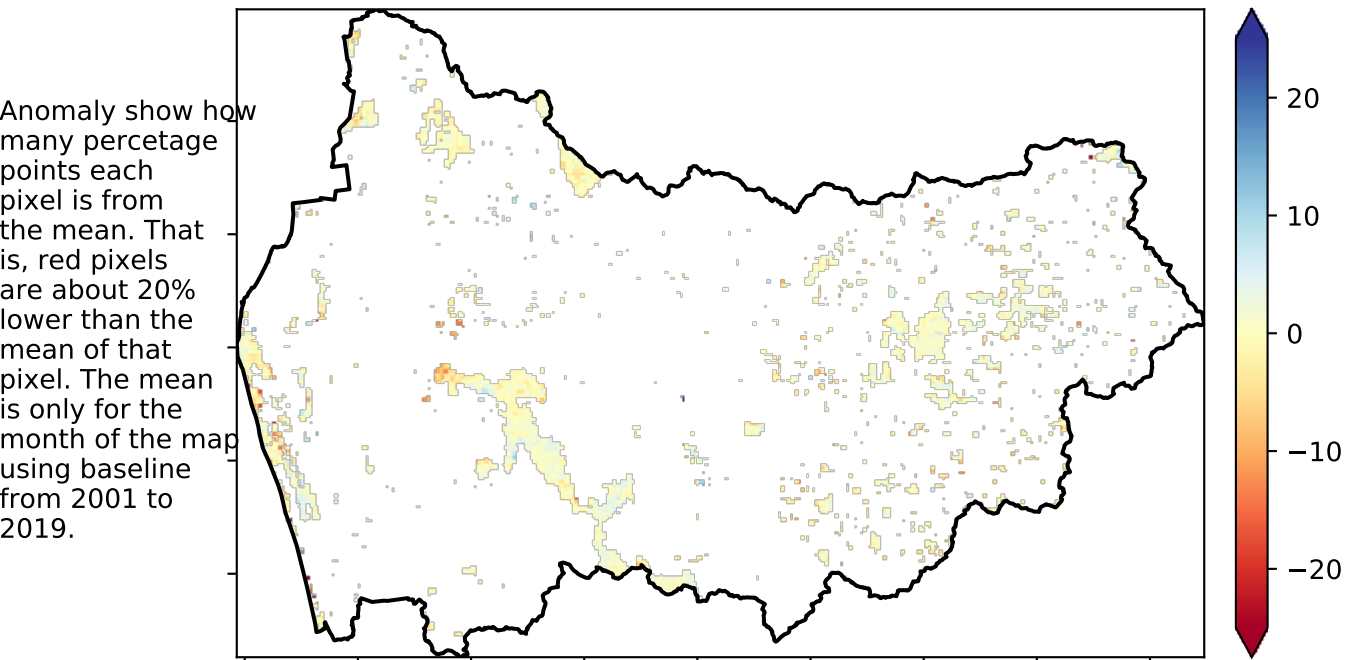 Anomaly show how
many percetage
points each
pixel is from
the mean. That
is, red pixels
are about 20%
lower than the
mean of that
pixel. The mean
is only for the
month of the map
using baseline
from 2001 to
2019.
20
10
0
−10
−20